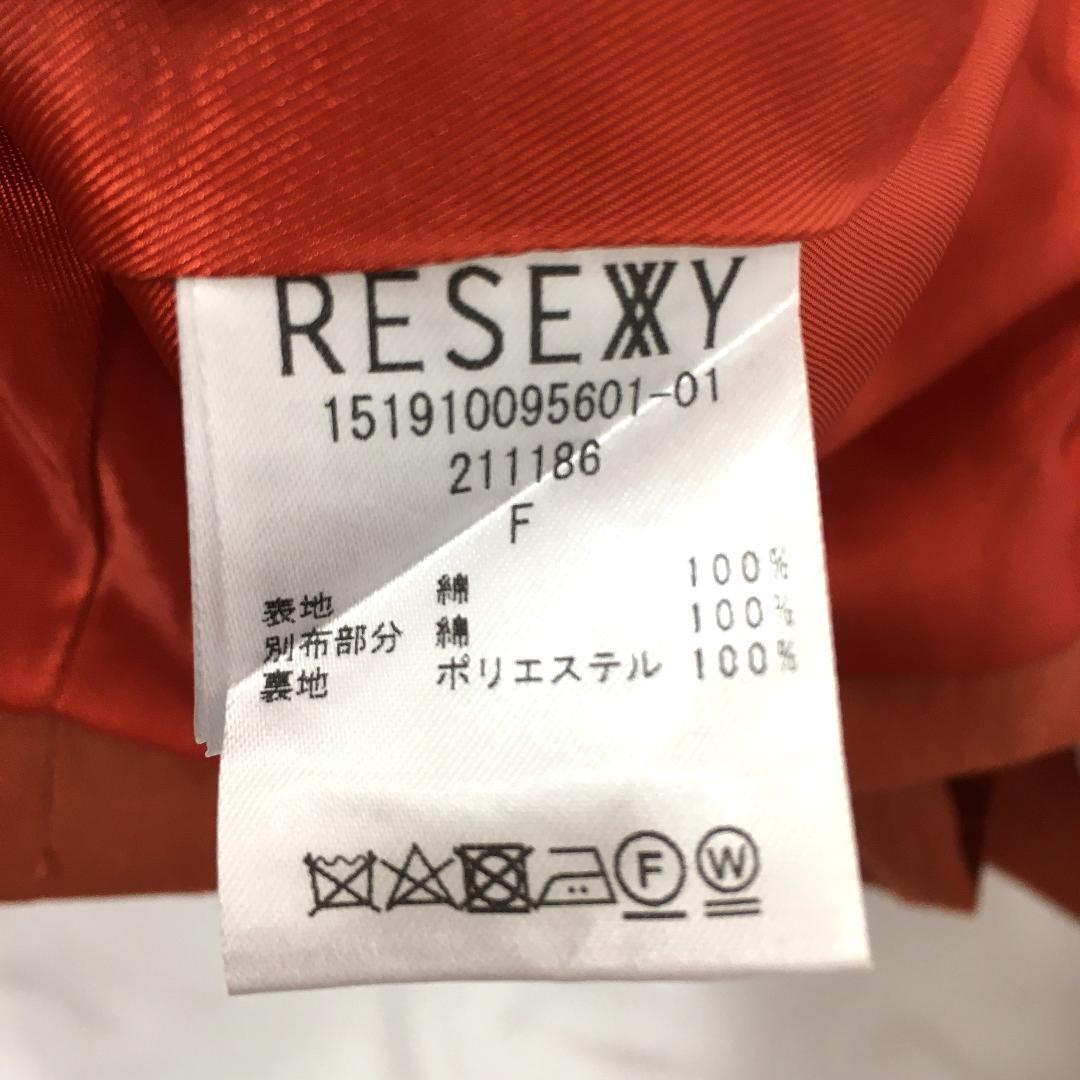 RESEXXY
151910095601-01
211186
F
表地 綿 100%
別布部分 綿 100%
裏地 ポリエステル 100%
F W